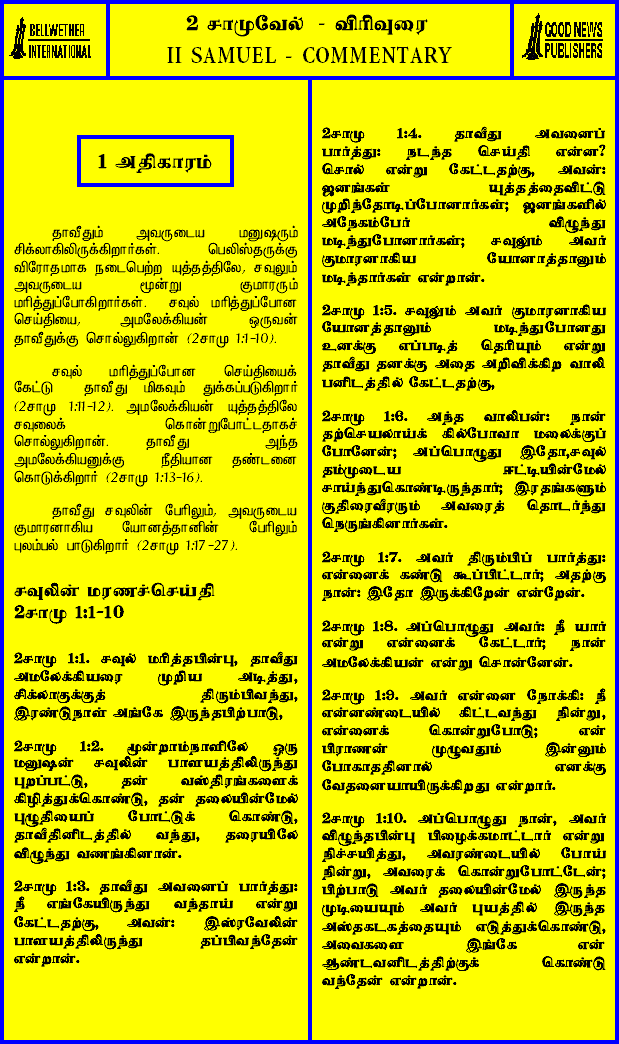 BELLWETHER
INTERNATIONAL
2 சாமுவேல் - விரிவுரை
II SAMUEL - COMMENTARY
GOOD NEWS
PUBLISHERS
1 அதிகாரம்
தாவீதும் அவருடைய மனுஷரும்
சிக்லாகிலிருக்கிறார்கள். பெலிஸ்தருக்கு
விரோதமாக நடைபெற்ற யுத்தத்திலே, சவுலும்
அவருடைய மூன்று குமாரரும்
மரித்துப்போகிறார்கள். சவுல் மரித்துப்போன
செய்தியை, அமலேக்கியன் ஒருவன்
தாவீதுக்கு சொல்லுகிறான் (2சாமு 1:1-10).
சவுல் மரித்துப்போன செய்தியைக்
கேட்டு தாவீது மிகவும் துக்கப்படுகிறார்
(2சாமு 1:11-12). அமலேக்கியன் யுத்தத்திலே
சவுலைக் கொன்றுபோட்டதாகச்
சொல்லுகிறான். தாவீது அந்த
அமலேக்கியனுக்கு நீதியான தண்டனை
கொடுக்கிறார் (2சாமு 1:13-16).
தாவீது சவுலின் பேரிலும், அவருடைய
குமாரனாகிய யோனத்தானின் பேரிலும்
புலம்பல் பாடுகிறார் (2சாமு 1:17-27).
சவுலின் மரணச்செய்தி
2சாமு 1:1-10
2சாமு 1:1. சவுல் மரித்தபின்பு, தாவீது
அமலேக்கியரை முறிய அடித்து,
சிக்லாகுக்குத் திரும்பிவந்து,
இரண்டுநாள் அங்கே இருந்தபிற்பாடு,
2சாமு 1:2. மூன்றாம்நாளிலே ஒரு
மனுஷன் சவுலின் பாளயத்திலிருந்து
புறப்பட்டு, தன் வஸ்திரங்களைக்
கிழித்துக்கொண்டு, தன் தலையின்மேல்
புழுதியைப் போட்டுக் கொண்டு,
தாவீதினிடத்தில் வந்து, தரையிலே
விழுந்து வணங்கினான்.
2சாமு 1:3. தாவீது அவனைப் பார்த்து:
நீ எங்கேயிருந்து வந்தாய் என்று
கேட்டதற்கு, அவன்: இஸ்ரவேலின்
பாளயத்திலிருந்து தப்பிவந்தேன்
என்றான்.
2சாமு 1:4. தாவீது அவனைப்
பார்த்து: நடந்த செய்தி என்ன?
சொல் என்று கேட்டதற்கு, அவன்:
ஜனங்கள் யுத்தத்தைவிட்டு
முறிந்தோடிப்போனார்கள்; ஜனங்களில்
அநேகம்பேர் விழுந்து
மடிந்துபோனார்கள்; சவுலும் அவர்
குமாரனாகிய யோனாத்தானும்
மடிந்தார்கள் என்றான்.
2சாமு 1:5. சவுலும் அவர் குமாரனாகிய
யோனத்தானும் மடிந்துபோனது
உனக்கு எப்படித் தெரியும் என்று
தாவீது தனக்கு அதை அறிவிக்கிற வாலி
பனிடத்தில் கேட்டதற்கு,
2சாமு 1:6. அந்த வாலிபன்: நான்
தற்செயலாய்க் கில்போவா மலைக்குப்
போனேன்; அப்பொழுது இதோ,சவுல்
தம்முடைய ஈட்டியின்மேல்
சாய்ந்துகொண்டிருந்தார்; இரதங்களும்
குதிரைவீரரும் அவரைத் தொடர்ந்து
நெருங்கினார்கள்.
2சாமு 1:7. அவர் திரும்பிப் பார்த்து:
என்னைக் கண்டு கூப்பிட்டார்; அதற்கு
நான்: இதோ இருக்கிறேன் என்றேன்.
2சாமு 1:8. அப்பொழுது அவர்: நீ யார்
என்று என்னைக் கேட்டார்; நான்
அமலேக்கியன் என்று சொன்னேன்.
2சாமு 1:9. அவர் என்னை நோக்கி: நீ
என்னண்டையில் கிட்டவந்து நின்று,
என்னைக் கொன்றுபோடு; என்
பிராணன் முழுவதும் இன்னும்
போகாததினால் எனக்கு
வேதனையாயிருக்கிறது என்றார்.
2சாமு 1:10. அப்பொழுது நான், அவர்
விழுந்தபின்பு பிழைக்கமாட்டார் என்று
நிச்சயித்து, அவரண்டையில் போய்
நின்று, அவரைக் கொன்றுபோட்டேன்;
பிற்பாடு அவர் தலையின்மேல் இருந்த
முடியையும் அவர் புயத்தில் இருந்த
அஸ்தகடகத்தையும் எடுத்துக்கொண்டு,
அவைகளை இங்கே என்
ஆண்டவனிடத்திற்குக் கொண்டு
வந்தேன் என்றான்.